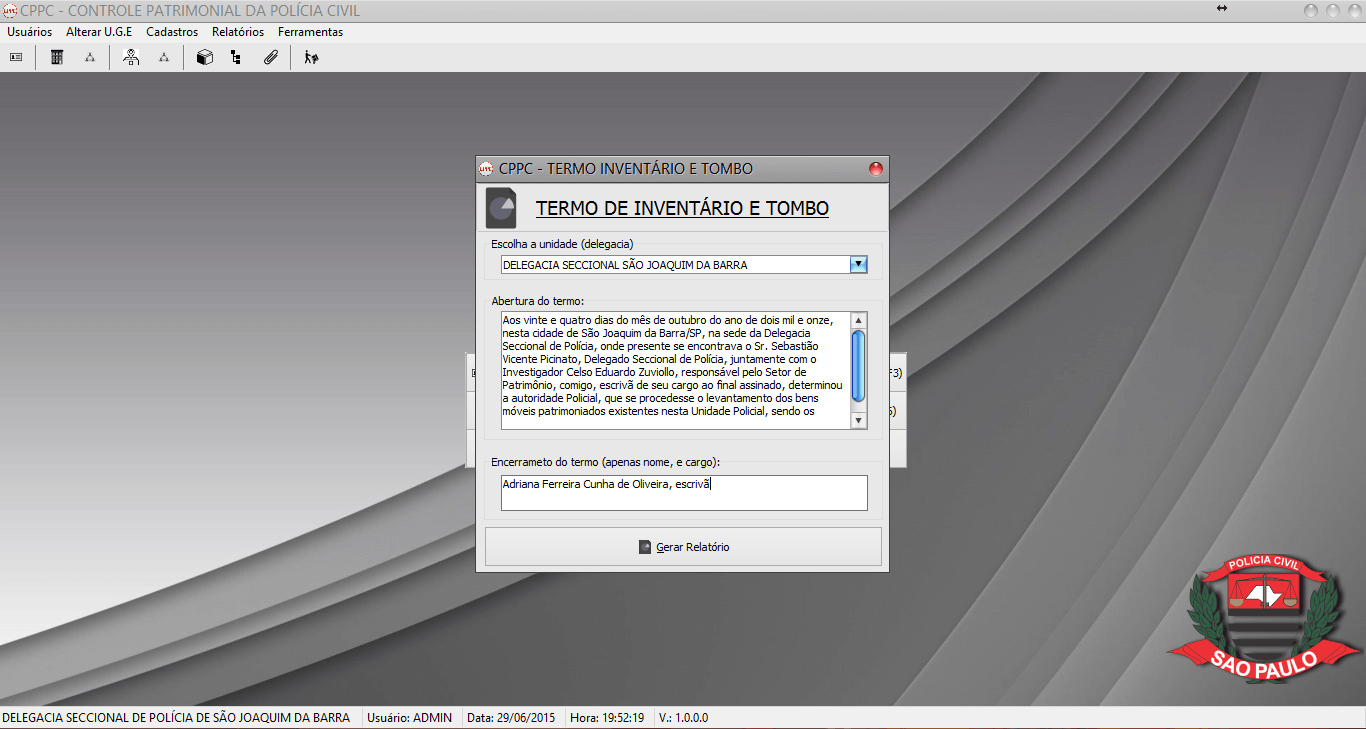 CPPC - CONTROLE PATRIMONIAL DA POLÍCIA CIVIL
Usuários Alterar U.G.E Cadastros Relatórios Ferramentas
CPPC - TERMO INVENTÁRIO E TOMBO
TERMO DE INVENTÁRIO E TOMBO
Escolha a unidade (delegacia)
DELEGACIA SECCIONAL SÃO JOAQUIM DA BARRA
Abertura do termo:
Aos vinte e quatro dias do mês de outubro do ano de dois mil e onze,
nesta cidade de São Joaquim da Barra/SP, na sede da Delegacia
Seccional de Polícia, onde presente se encontrava o Sr. Sebastião
Vicente Picinato, Delegado Seccional de Polícia, juntamente com o
Investigador Celso Eduardo Zuviollo, responsável pelo Setor de
Patrimônio, comigo, escrivã de seu cargo ao final assinado, determinou
a autoridade Policial, que se procedesse o levantamento dos bens
móveis patrimoniados existentes nesta Unidade Policial, sendo os
Encerrameto do termo (apenas nome, e cargo):
Adriana Ferreira Cunha de Oliveira, escrivã
Gerar Relatório
POLICIA CIVIL
SAO PAULO
DELEGACIA SECCIONAL DE POLÍCIA DE SÃO JOAQUIM DA BARRA Usuário: ADMIN Data: 29/06/2015 Hora: 19:52:19 V.: 1.0.0.0